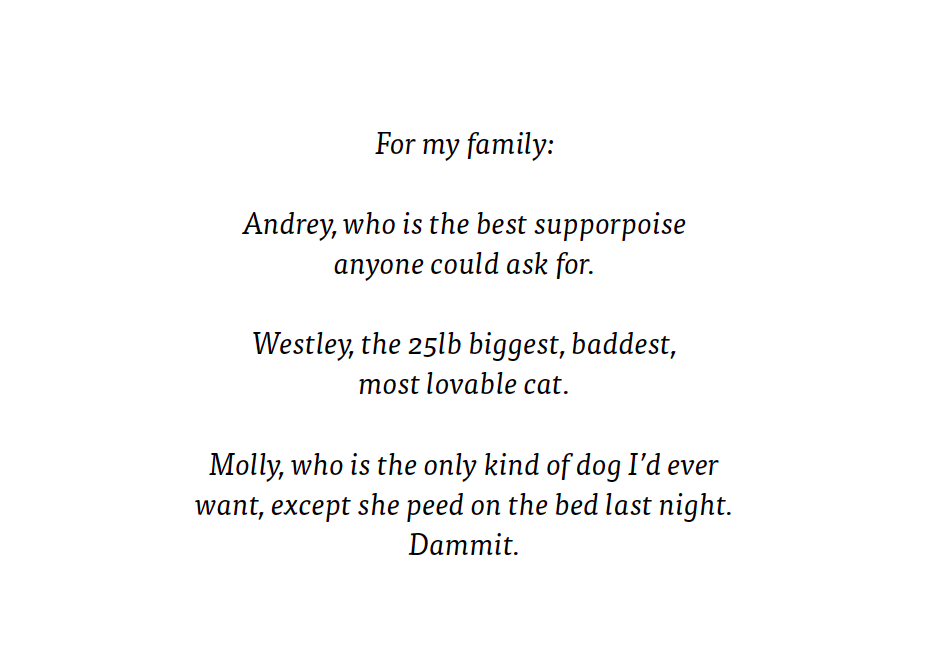 For my family:
Andrey, who is the best supporpoise
anyone could ask for.
Westley, the 25lb biggest, baddest,
most lovable cat.
Molly, who is the only kind of dog I’d ever
want, except she peed on the bed last night.
Dammit.